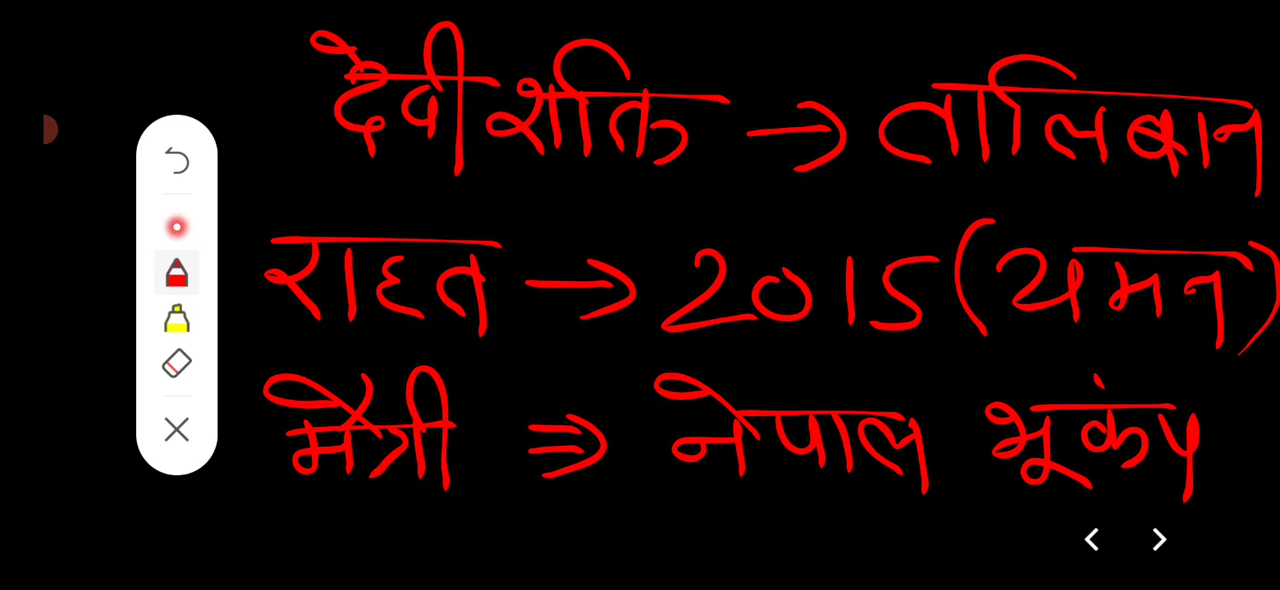 देवी शक्ति → तालिबान
राहत → 2015 (यमन)
मैत्री ⇒ नेपाल भूकंप